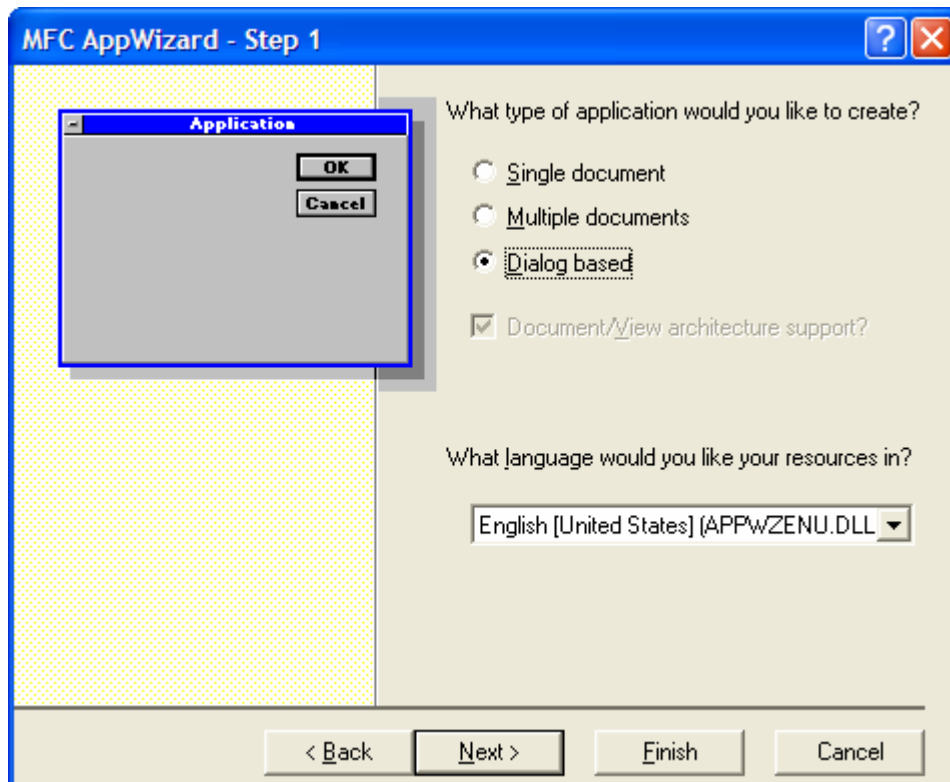 MFC AppWizard - Step 1
Application
OK
Cancel
What type of application would you like to create?
Single document
Multiple documents
Dialog based
Document/View architecture support?
What language would you like your resources in?
English [United States] (APPWZENU.DLL
< Back
Next >
Finish
Cancel